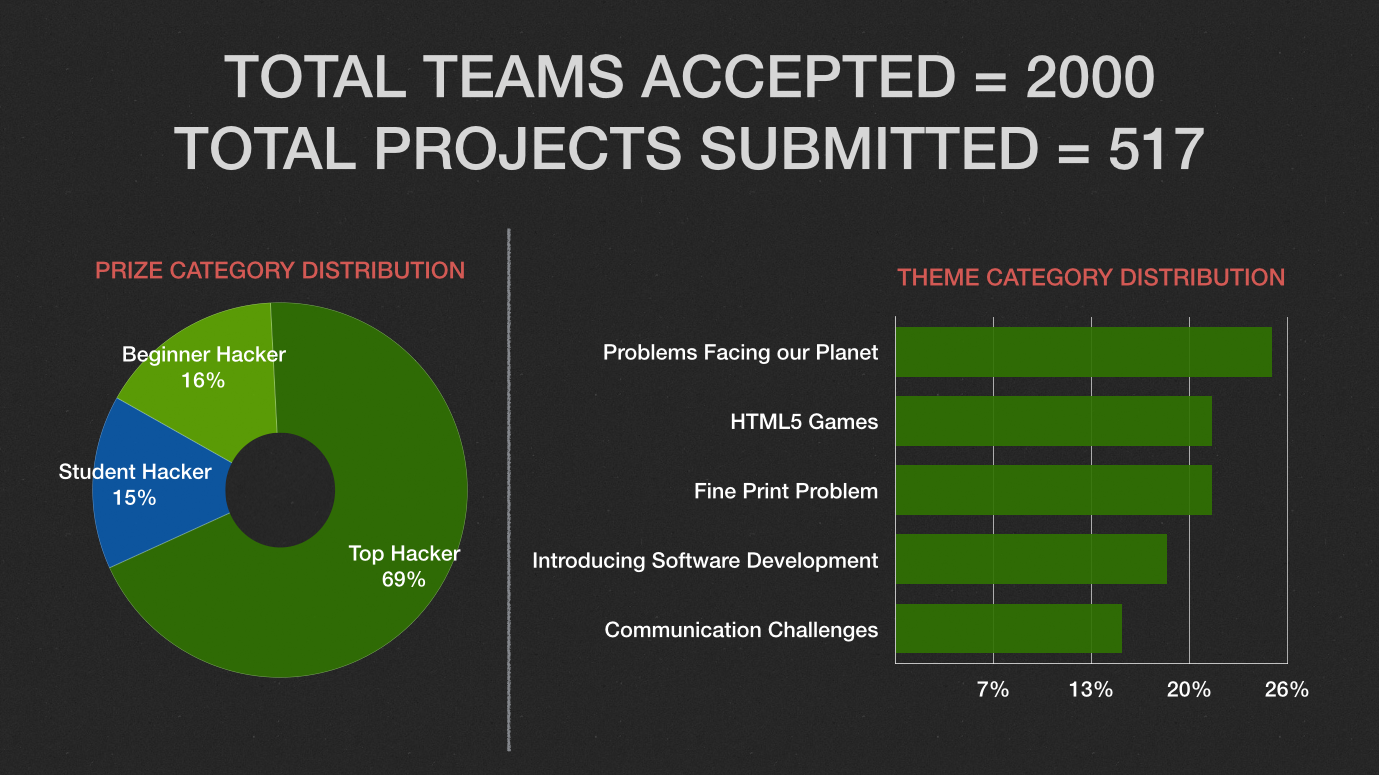 TOTAL TEAMS ACCEPTED = 2000
TOTAL PROJECTS SUBMITTED = 517
PRIZE CATEGORY DISTRIBUTION
Beginner Hacker
16%
Student Hacker
15%
Top Hacker
69%
THEME CATEGORY DISTRIBUTION
Problems Facing our Planet
HTML5 Games
Fine Print Problem
Introducing Software Development
Communication Challenges
7% 13% 20% 26%